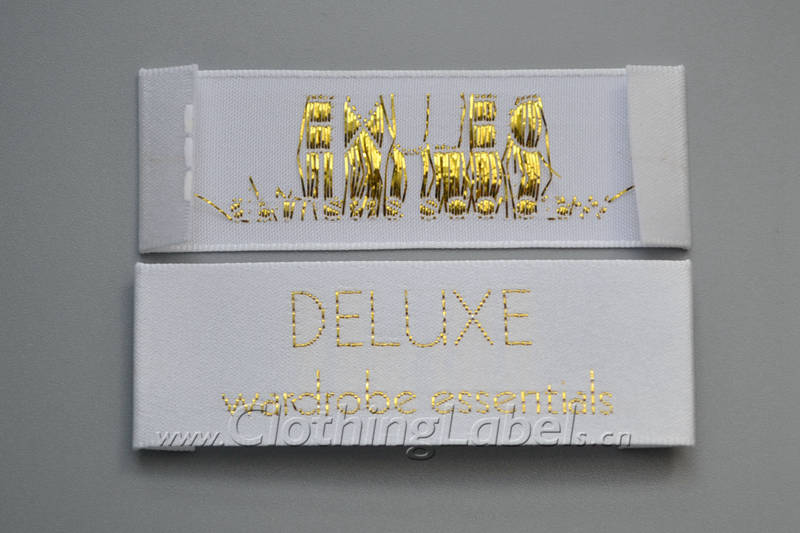 DELUXE
wardrobe essentials
www.ClothingLabels.cn